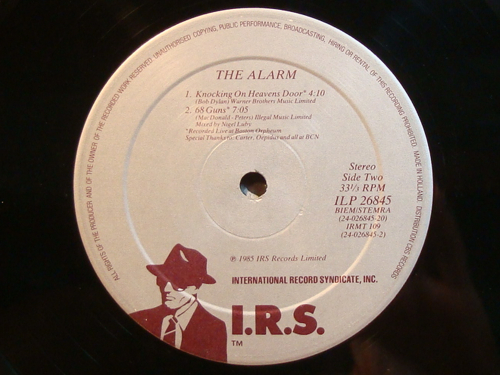 UNAUTHORISED COPYING, PUBLIC PERFORMANCE, BROADCASTING, HIRING OR RENTAL OF THIS RECORDING PROHIBITED. MADE IN HOLLAND DISTRIBUTION CBS RECORDS
ALL RIGHTS OF THE PRODUCER AND OF THE OWNER OF THE RECORDED WORK RESERVED.
THE ALARM
1. Knocking On Heavens Door* 4:10
(Bob Dylan) Warner Brothers Music Limited
2. 68 Guns* 7:05
(Mac Donald - Peters) Illegal Music Limited
Mixed by Nigel Luby
*Recorded Live at Boston Orpheum
Special Thanks to: Carter, Oepedus and all at BCN
Stereo
Side Two
33⅓ RPM
ILP 26845
BIEM/STEMRA
(24-026845-20)
IRMT 109
(24-026845-2)
℗ 1985 IRS Records Limited
INTERNATIONAL RECORD SYNDICATE, INC.
I.R.S.
TM